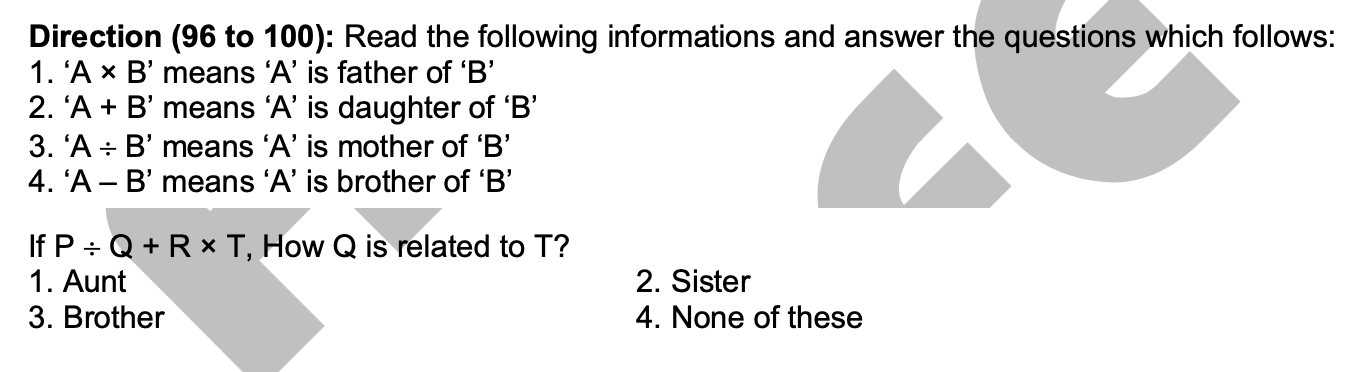 Direction (96 to 100): Read the following informations and answer the questions which follows:
1. ‘A × B’ means ‘A’ is father of ‘B’
2. ‘A + B’ means ‘A’ is daughter of ‘B’
3. ‘A ÷ B’ means ‘A’ is mother of ‘B’
4. ‘A – B’ means ‘A’ is brother of ‘B’
If P ÷ Q + R × T, How Q is related to T?
1. Aunt 2. Sister
3. Brother 4. None of these